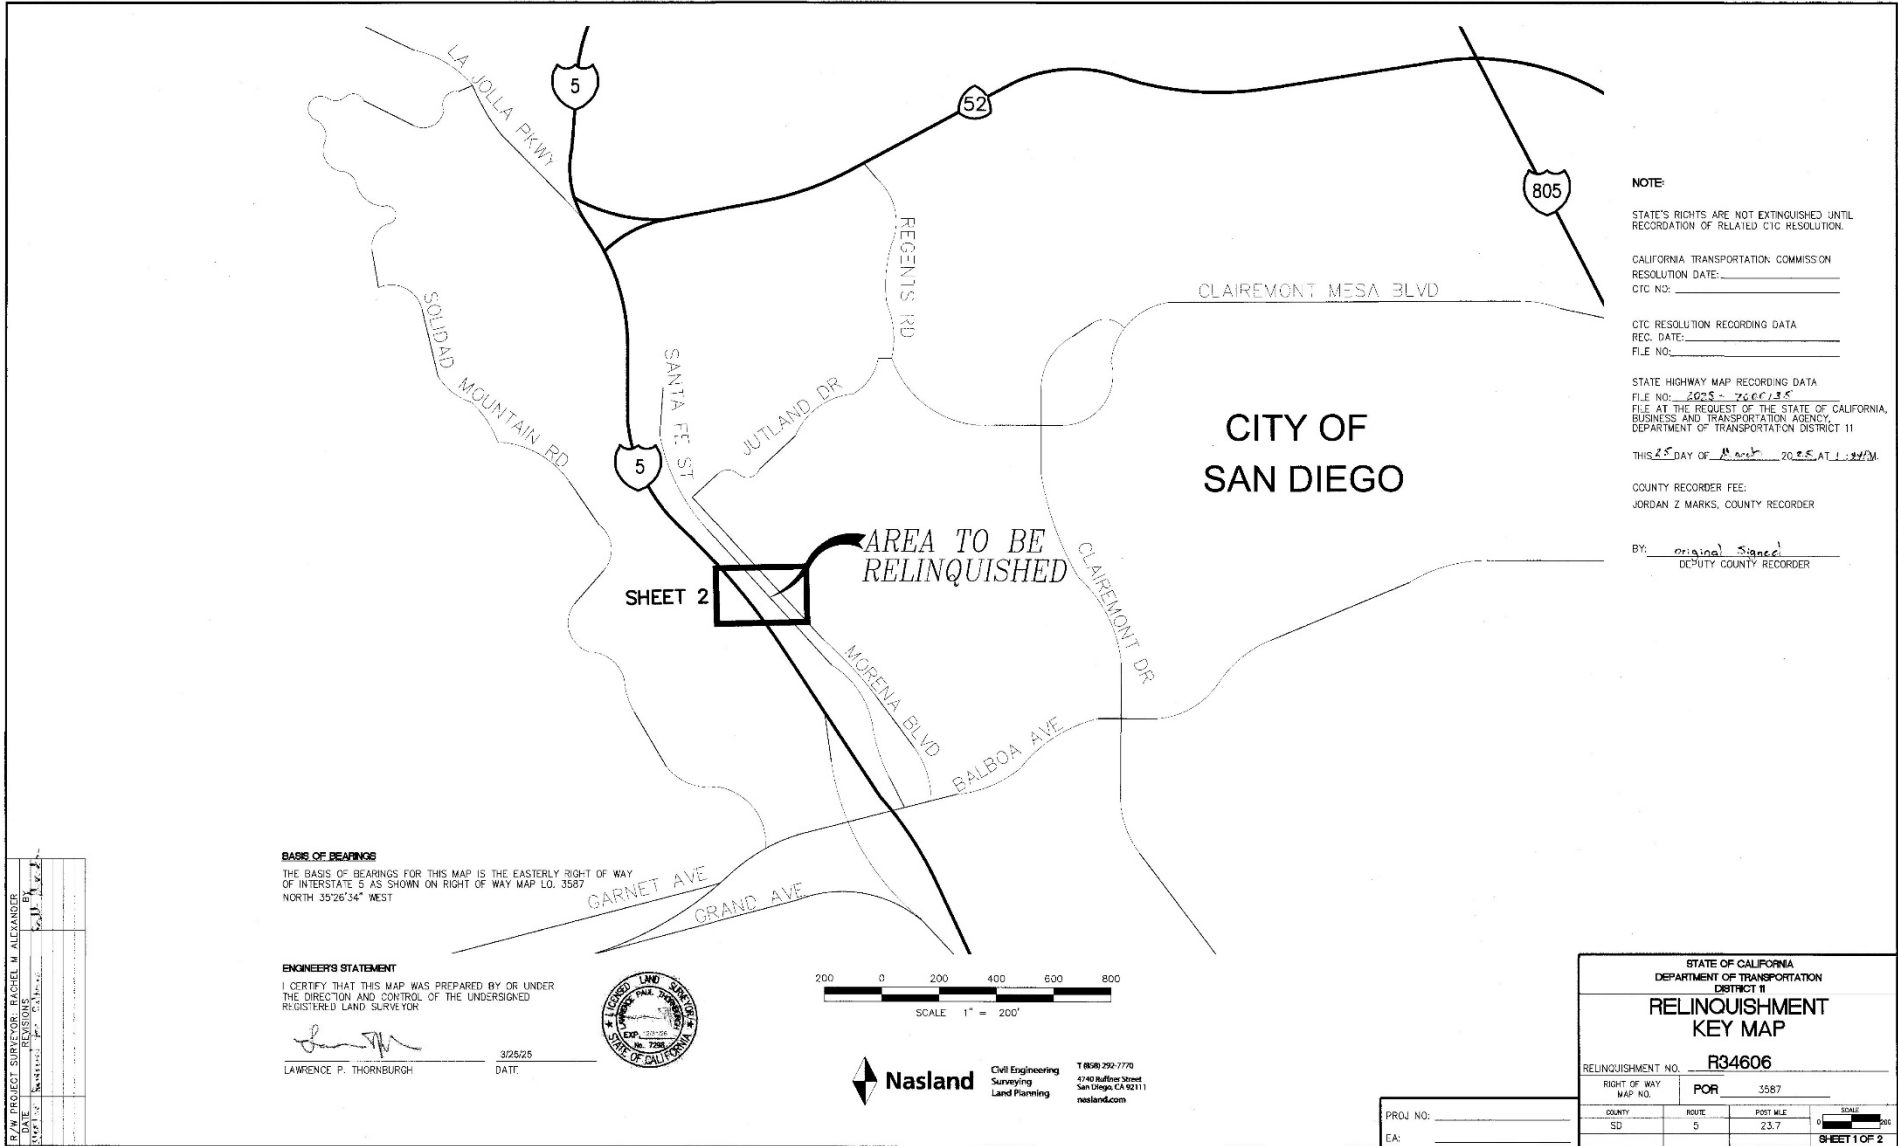 LA JOLLA PKWY
5
52
805
REGENTS RD
CLAIREMONT MESA BLVD
SOLIDAD MOUNTAIN RD
SANTA FE ST
JUTLAND DR
5
CITY OF
SAN DIEGO
AREA TO BE
RELINQUISHED
SHEET 2
CLAIREMONT DR
MORENA BLVD
BALBOA AVE
GARNET AVE
GRAND AVE
NOTE:
STATE'S RIGHTS ARE NOT EXTINGUISHED UNTIL
RECORDATION OF RELATED CTC RESOLUTION.
CALIFORNIA TRANSPORTATION COMMISSION
RESOLUTION DATE:
CTC NO:
CTC RESOLUTION RECORDING DATA
REC. DATE:
FILE NO:
STATE HIGHWAY MAP RECORDING DATA
FILE NO: 2025-
FILE AT THE REQUEST OF THE STATE OF CALIFORNIA,
BUSINESS AND TRANSPORTATION AGENCY,
DEPARTMENT OF TRANSPORTATION DISTRICT 11
THIS 25 DAY OF March 2025 AT
COUNTY RECORDER FEE:
JORDAN Z MARKS, COUNTY RECORDER
BY: original Signed
DEPUTY COUNTY RECORDER
BASIS OF BEARINGS
THE BASIS OF BEARINGS FOR THIS MAP IS THE EASTERLY RIGHT OF WAY
OF INTERSTATE 5 AS SHOWN ON RIGHT OF WAY MAP LO. 3587
NORTH 35°26'34" WEST
ENGINEER'S STATEMENT
I CERTIFY THAT THIS MAP WAS PREPARED BY OR UNDER
THE DIRECTION AND CONTROL OF THE UNDERSIGNED
REGISTERED LAND SURVEYOR
3/25/25
LAWRENCE P. THORNBURGH DATE
LICENSED LAND SURVEYOR
LAWRENCE PAUL THORNBURGH
EXP.
No. 7298
STATE OF CALIFORNIA
200 0 200 400 600 800
SCALE 1" = 200'
Nasland
Civil Engineering
Surveying
Land Planning
T (858) 292-7770
4740 Ruffner Street
San Diego, CA 92111
nasland.com
R/W PROJECT SURVEYOR: RACHEL M ALEXANDER
REVISIONS
DATE BY
PROJ NO:
EA:
STATE OF CALIFORNIA
DEPARTMENT OF TRANSPORTATION
DISTRICT 11
RELINQUISHMENT
KEY MAP
RELINQUISHMENT NO. R34606
RIGHT OF WAY
MAP NO.
POR 3587
COUNTY ROUTE POST MILE SCALE
SD 5 23.7 0 200
SHEET 1 OF 2